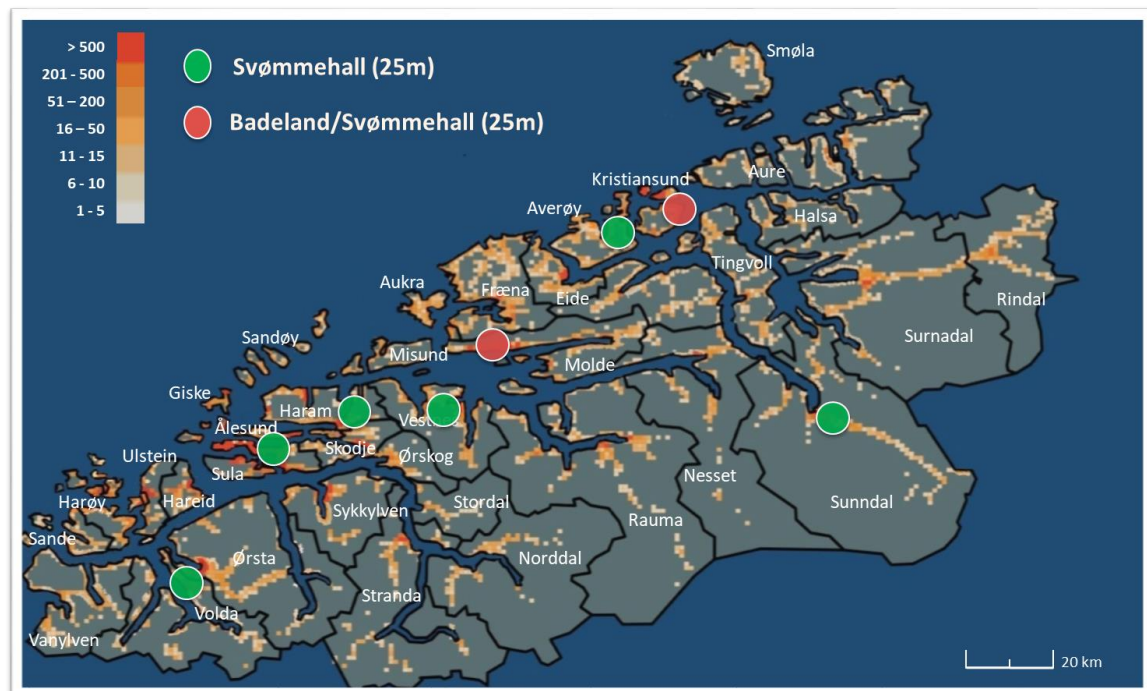 > 500
201 - 500
51 – 200
16 – 50
11 - 15
6 - 10
1 - 5
Svømmehall (25m)
Badeland/Svømmehall (25m)
Smøla
Kristiansund
Aure
Averøy
Halsa
Tingvoll
Aukra
Fræna
Eide
Rindal
Sandøy
Surnadal
Misund
Molde
Giske
Haram
Ålesund
Skodje
Ørskog
Ulstein
Sula
Nesset
Harøy
Hareid
Sykkylven
Stordal
Sunndal
Rauma
Sande
Ørsta
Norddal
Stranda
Volda
Vanylven
20 km